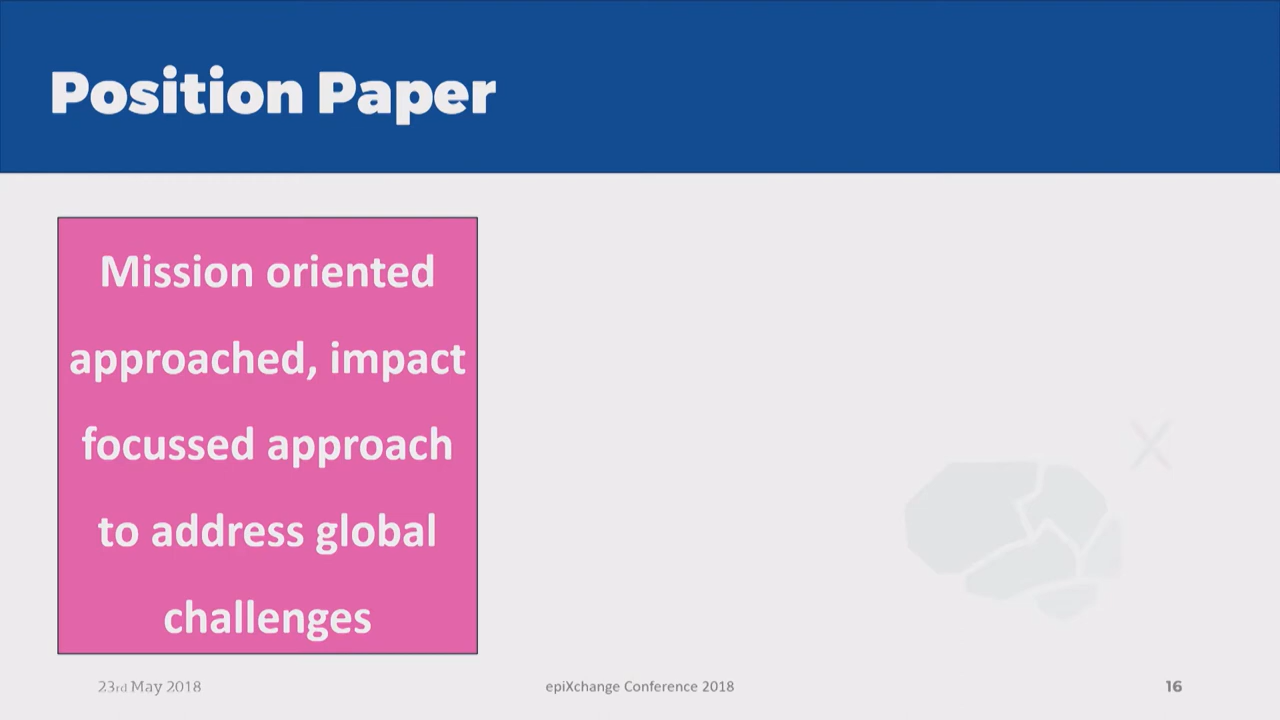 Position Paper
Mission oriented
approached, impact
focussed approach
to address global
challenges
23rd May 2018
epiXchange Conference 2018
16
X